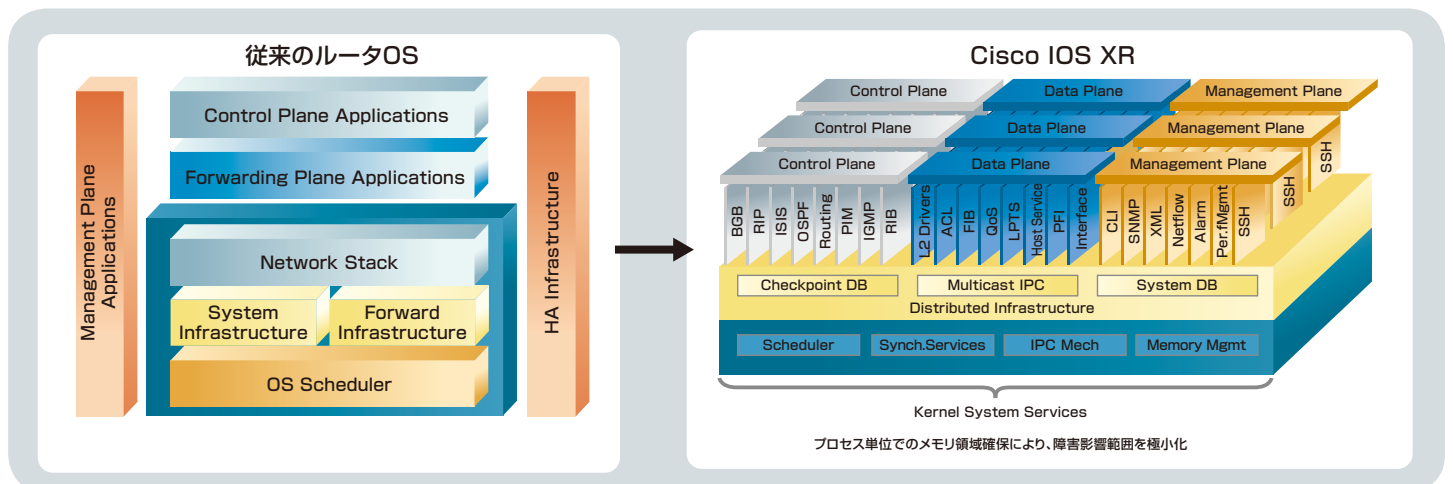 従来のルータOS
Management Plane
Applications
Control Plane Applications
Forwarding Plane Applications
Network Stack
System
Infrastructure
Forward
Infrastructure
OS Scheduler
HA Infrastructure
Cisco IOS XR
Control Plane
Data Plane
Management Plane
Control Plane
Data Plane
Management Plane
Control Plane
Data Plane
Management Plane
BGB
RIP
ISIS
OSPF
Routing
PIM
IGMP
RIB
L2 Drivers
ACL
FIB
QoS
LPTS
Host Service
PFI
Interface
CLI
SNMP
XML
Netflow
Alarm
Per.fMgmt
SSH
SSH
SSH
Checkpoint DB
Multicast IPC
System DB
Distributed Infrastructure
Scheduler
Synch.Services
IPC Mech
Memory Mgmt
Kernel System Services
プロセス単位でのメモリ領域確保により、障害影響範囲を極小化